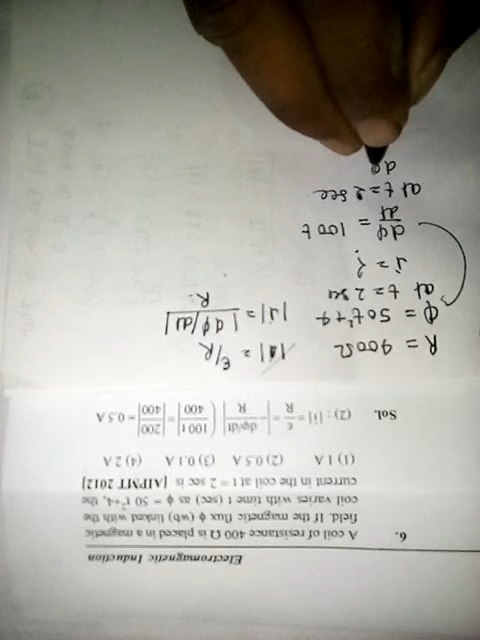 Electromagnetic Induction
6. A coil of resistance 400 Ω is placed in a magnetic
field. If the magnetic flux ϕ (wb) linked with the
coil varies with time t (sec) as ϕ = 50 t²+4, the
current in the coil at t = 2 sec is [AIPMT 2012]
(1) 1 A (2) 0.5 A (3) 0.1 A (4) 2 A
Sol. (2) : |i| = ε/R = |-dϕ/dt / R| (|100 t / 400| = |200 / 400| = 0.5 A
R = 400Ω |i| = ε/R
ϕ = 50t²+4 |i| = |dϕ/dt| / R
at t = 2 sec
i = ?
dϕ/dt = 100 t
at t = 2 sec